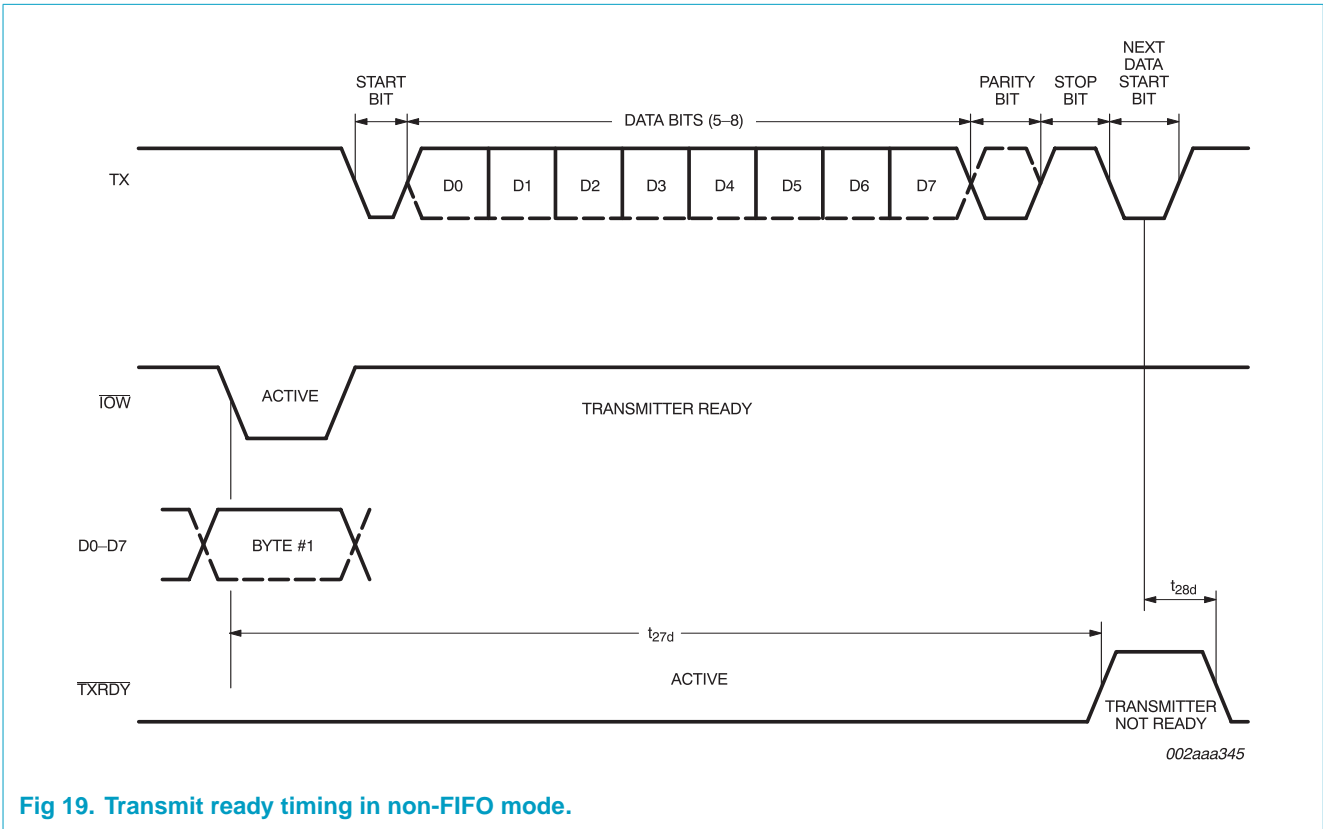 START
BIT
DATA BITS (5–8)
PARITY
BIT
STOP
BIT
NEXT
DATA
START
BIT
TX
D0 D1 D2 D3 D4 D5 D6 D7
IOW
ACTIVE
TRANSMITTER READY
D0–D7
BYTE #1
t28d
t27d
TXRDY
ACTIVE
TRANSMITTER
NOT READY
002aaa345
Fig 19. Transmit ready timing in non-FIFO mode.